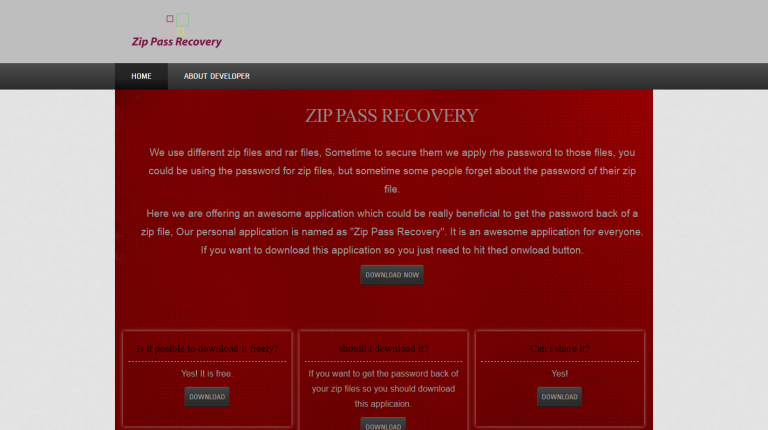 Zip Pass Recovery
HOME ABOUT DEVELOPER
ZIP PASS RECOVERY
We use different zip files and rar files, Sometime to secure them we apply rhe password to those files, you
could be using the password for zip files, but sometime some people forget about the password of their zip
file.
Here we are offering an awesome application which could be really beneficial to get the password back of a
zip file, Our personal application is named as "Zip Pass Recovery". It is an awesome application for everyone.
If you want to download this application so you just need to hit thed onwload button.
DOWNLOAD NOW
Is it posible to download it freely?
Yes! It is free.
DOWNLOAD
should i download it?
If you want to get the password back of
your zip files so you should download
this applicaion.
DOWNLOAD
Can i share it?
Yes!
DOWNLOAD